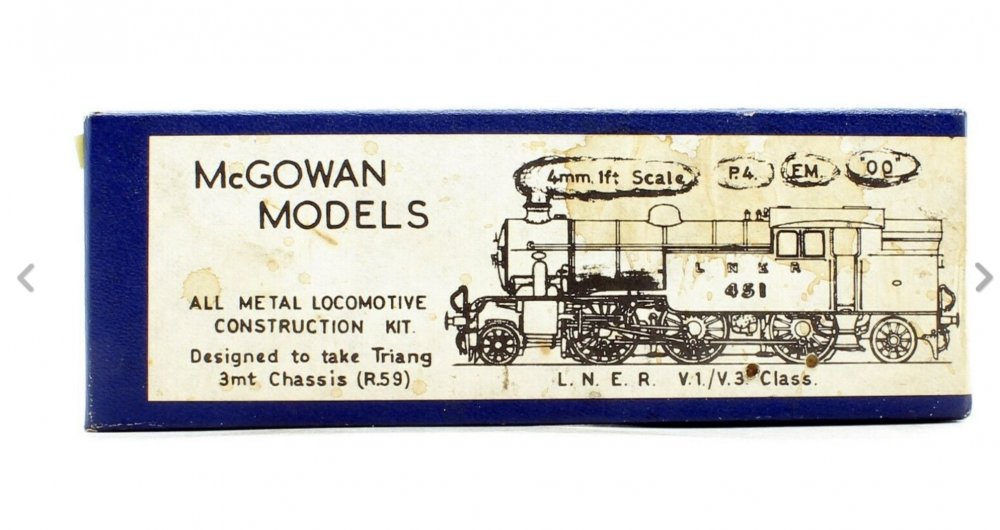 McGOWAN
MODELS
ALL METAL LOCOMOTIVE
CONSTRUCTION KIT.
Designed to take Triang
3mt Chassis (R.59)
4mm. 1ft Scale
P.4.
EM.
"OO"
L N E R
451
L. N. E. R. V.1./V.3. Class.